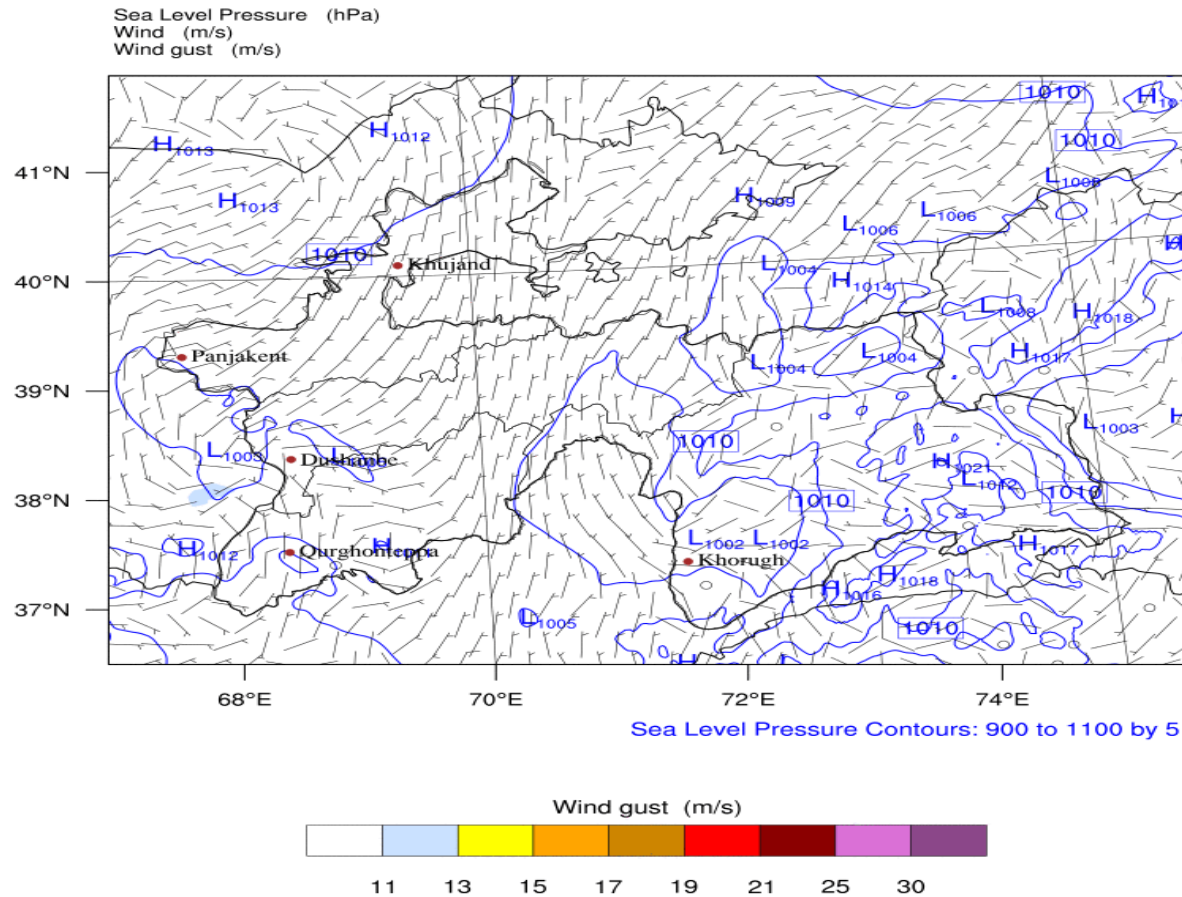 Sea Level Pressure (hPa)
Wind (m/s)
Wind gust (m/s)
1010
H
H1012
H1013
1010
41°N
L1008
H1013
H1009
L1006
L1006
1010
Khujand
L1004
40°N
H1014
L1008
H1018
Panjakent
L1004
L1004
H1017
39°N
L1003
1010
L1003
Dushanbe
H1021
L1012
38°N
1010
1010
H1012
Qurghonteppa
L1002
L1002
H1017
Khorugh
H1018
H1016
37°N
L1005
1010
68°E
70°E
72°E
74°E
Sea Level Pressure Contours: 900 to 1100 by 5
Wind gust (m/s)
11
13
15
17
19
21
25
30